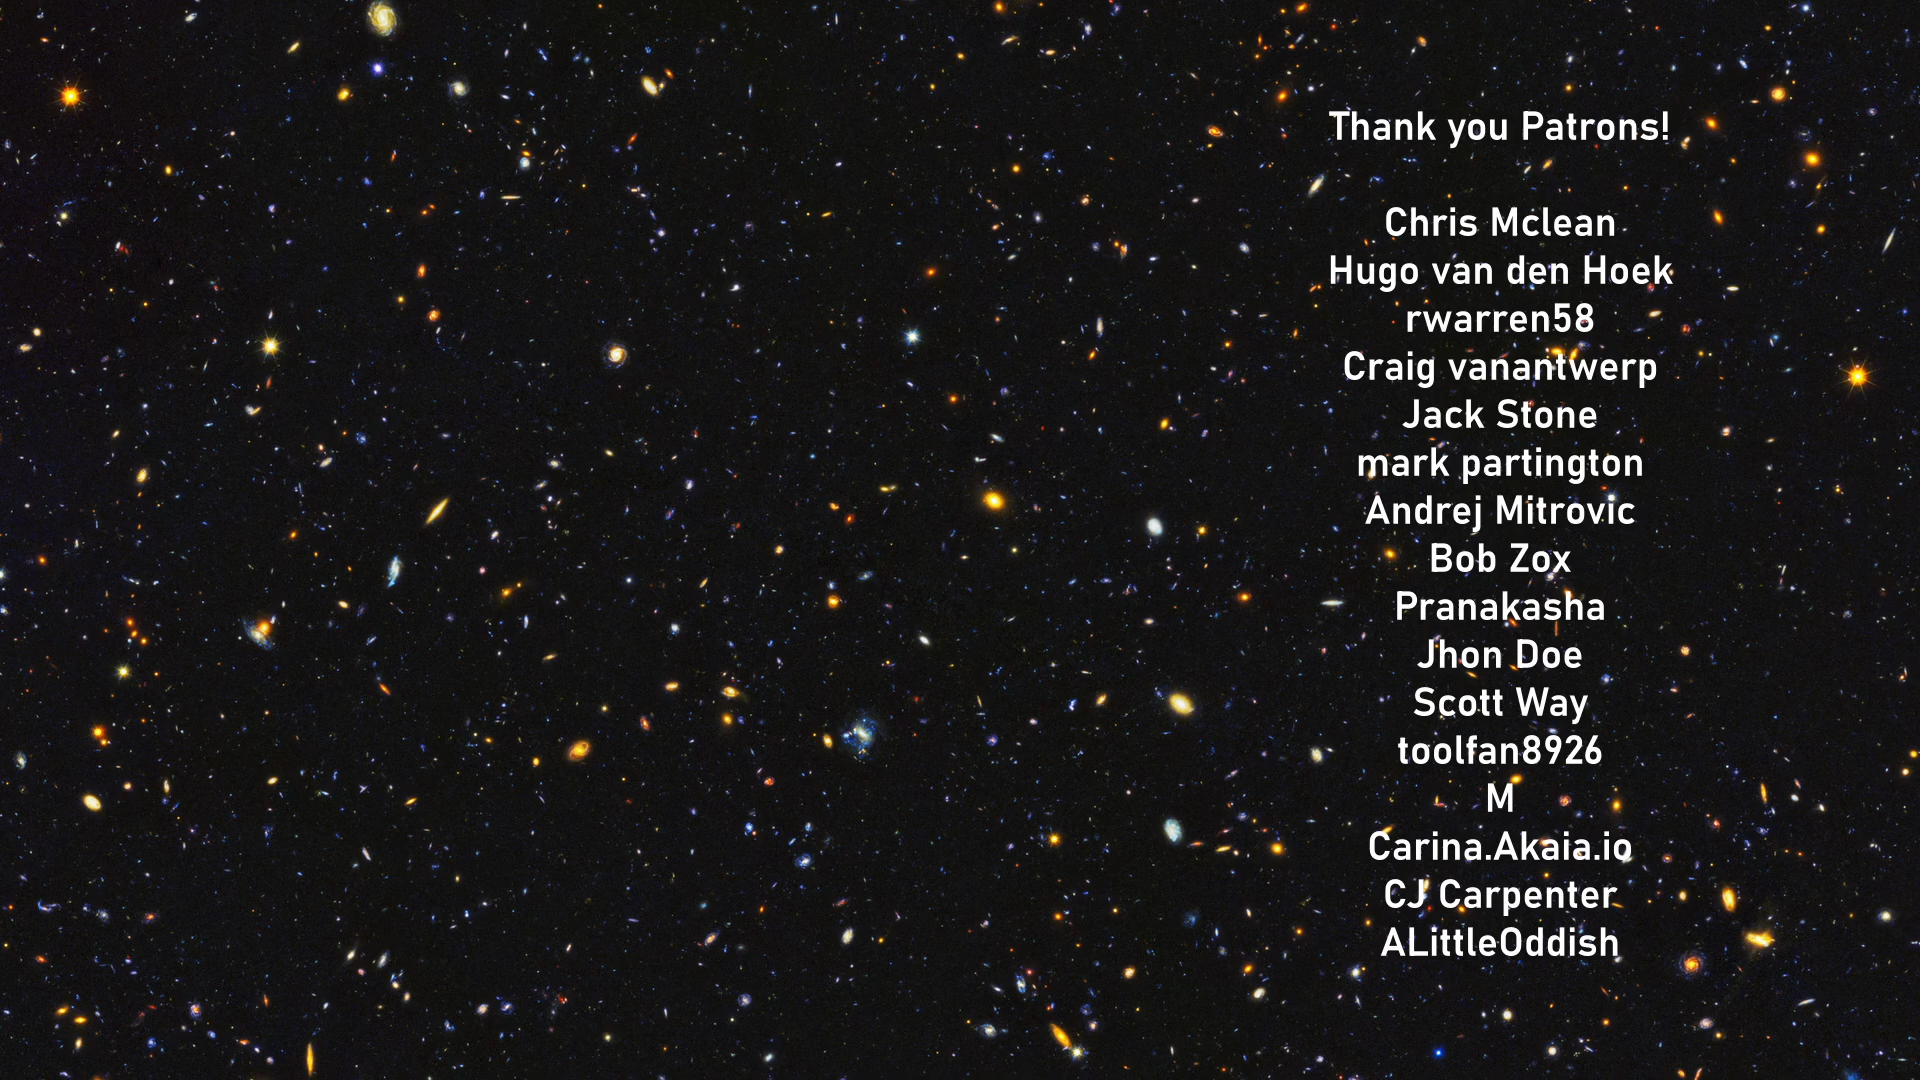 Thank you Patrons!
Chris Mclean
Hugo van den Hoek
rwarren58
Craig vanantwerp
Jack Stone
mark partington
Andrej Mitrovic
Bob Zox
Pranakasha
Jhon Doe
Scott Way
toolfan8926
M
Carina.Akaia.io
CJ Carpenter
ALittleOddish